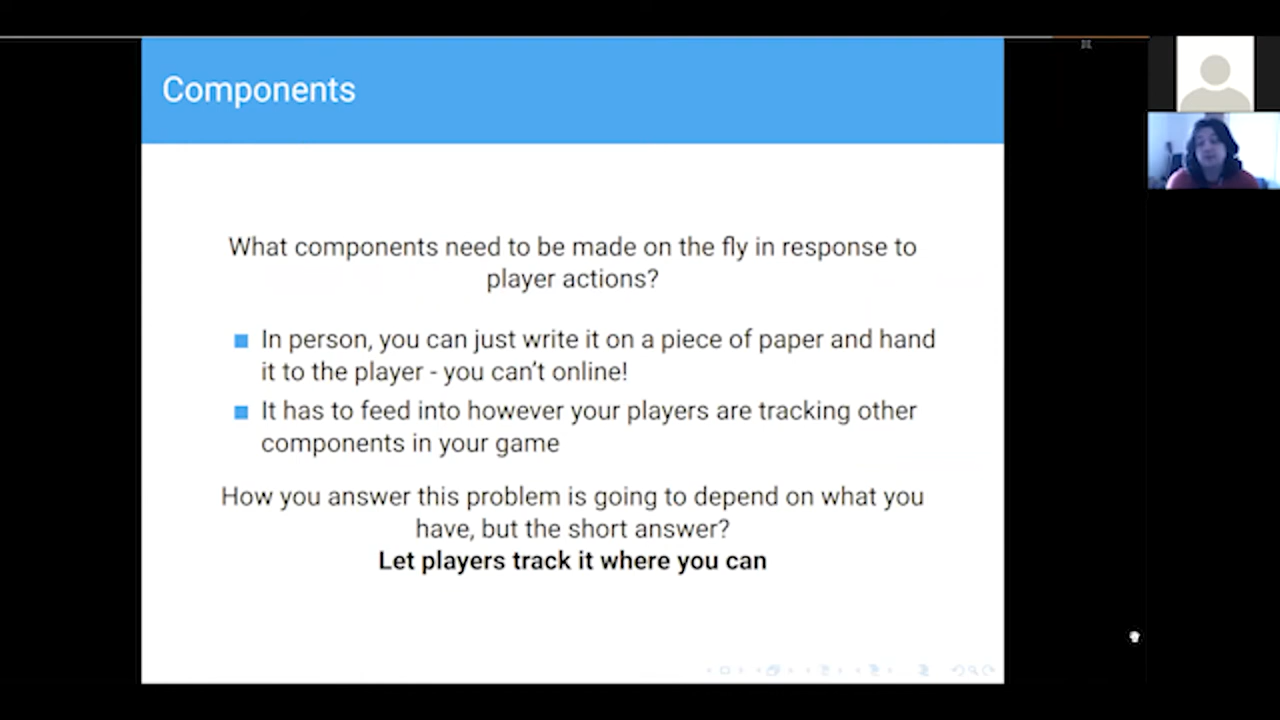 Components
What components need to be made on the fly in response to
player actions?
In person, you can just write it on a piece of paper and hand
it to the player - you can't online!
It has to feed into however your players are tracking other
components in your game
How you answer this problem is going to depend on what you
have, but the short answer?
Let players track it where you can